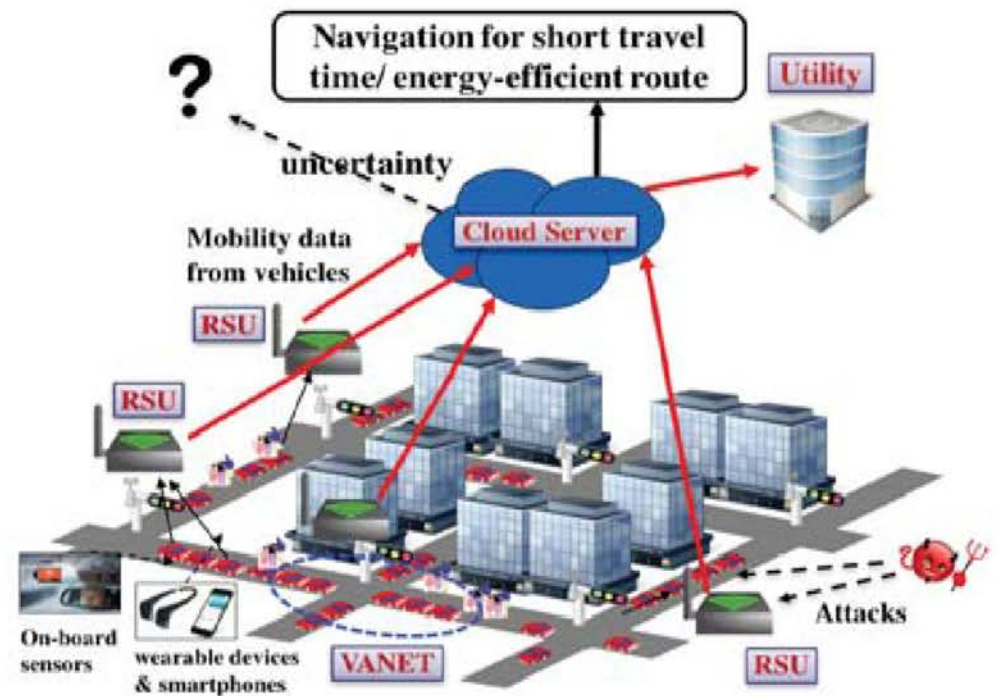 Navigation for short travel
time/ energy-efficient route
Utility
?
uncertainty
Cloud Server
Mobility data
from vehicles
RSU
RSU
Attacks
On-board
sensors
wearable devices
& smartphones
VANET
RSU